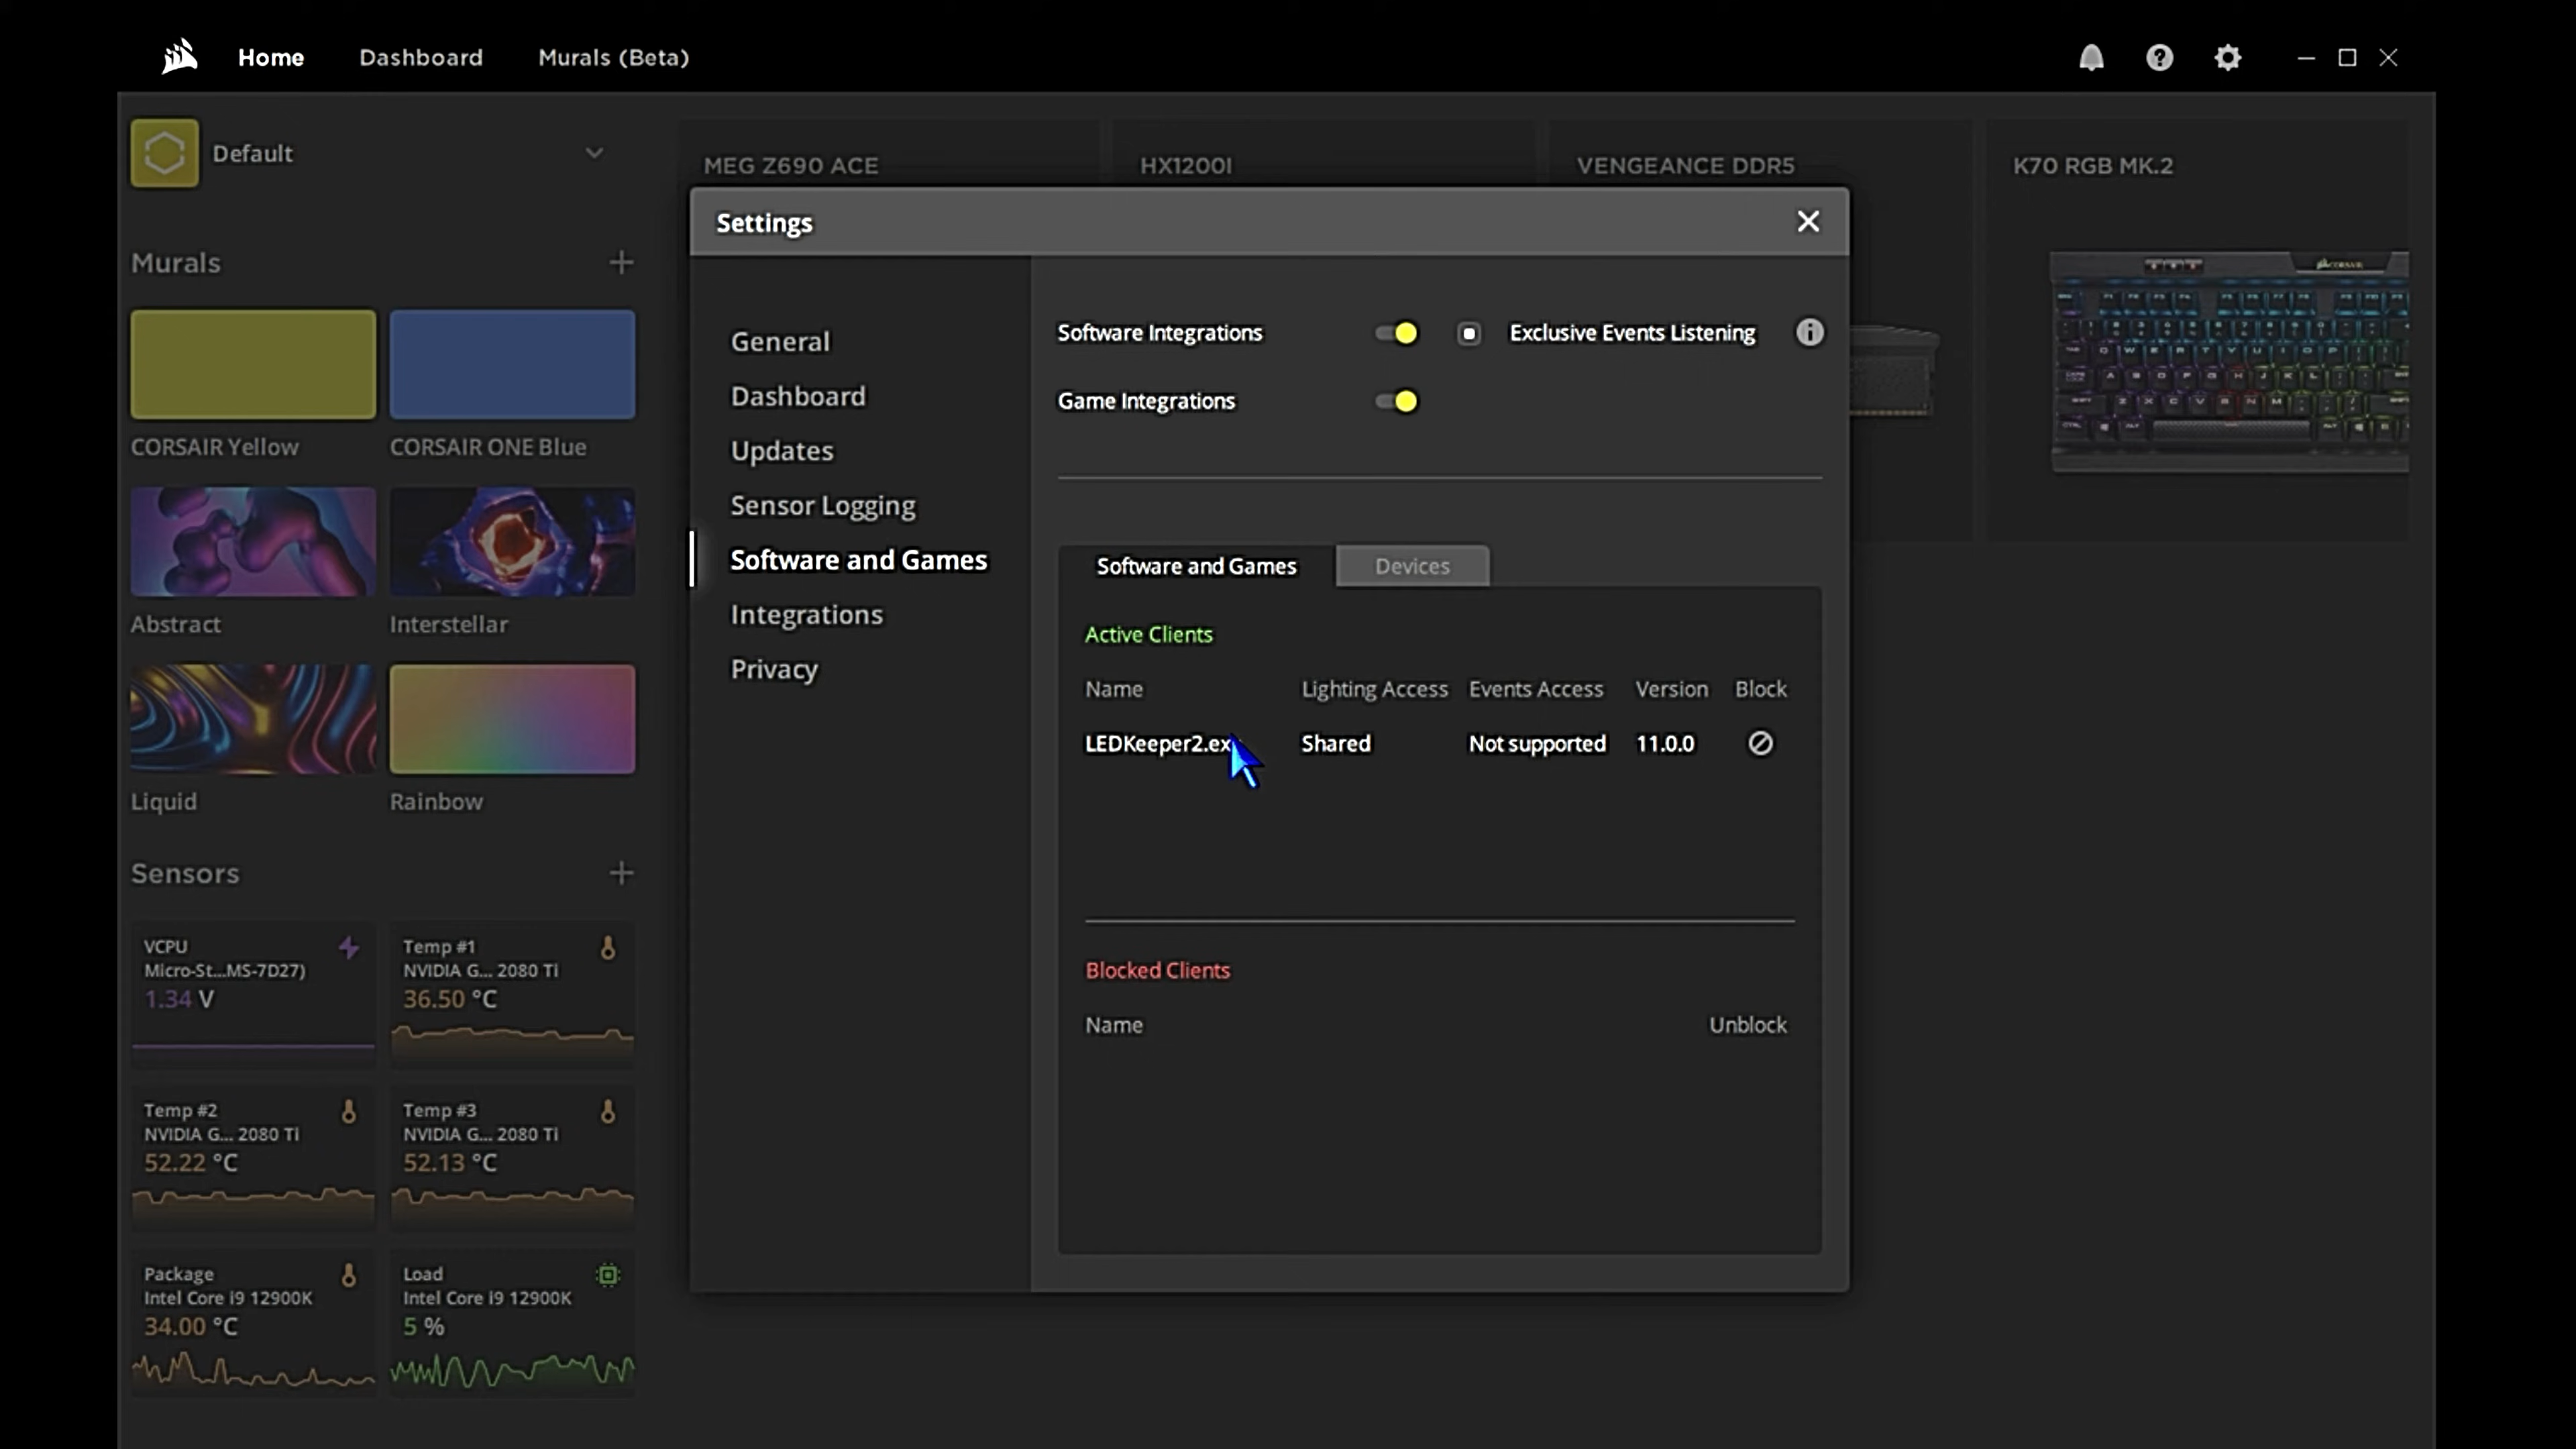 Home
Dashboard
Murals (Beta)
Default
Murals
CORSAIR Yellow
CORSAIR ONE Blue
Abstract
Interstellar
Liquid
Rainbow
Sensors
VCPU
Micro-St...MS-7D27)
1.34 V
Temp #1
NVIDIA G... 2080 Ti
36.50 °C
Temp #2
NVIDIA G... 2080 Ti
52.22 °C
Temp #3
NVIDIA G... 2080 Ti
52.13 °C
Package
Intel Core i9 12900K
34.00 °C
Load
Intel Core i9 12900K
5 %
MEG Z690 ACE
HX1200I
VENGEANCE DDR5
K70 RGB MK.2
CORSAIR
Settings
General
Dashboard
Updates
Sensor Logging
Software and Games
Integrations
Privacy
Software Integrations
Exclusive Events Listening
Game Integrations
Software and Games
Devices
Active Clients
Name
Lighting Access
Events Access
Version
Block
LEDKeeper2.ex
Shared
Not supported
11.0.0
Blocked Clients
Name
Unblock